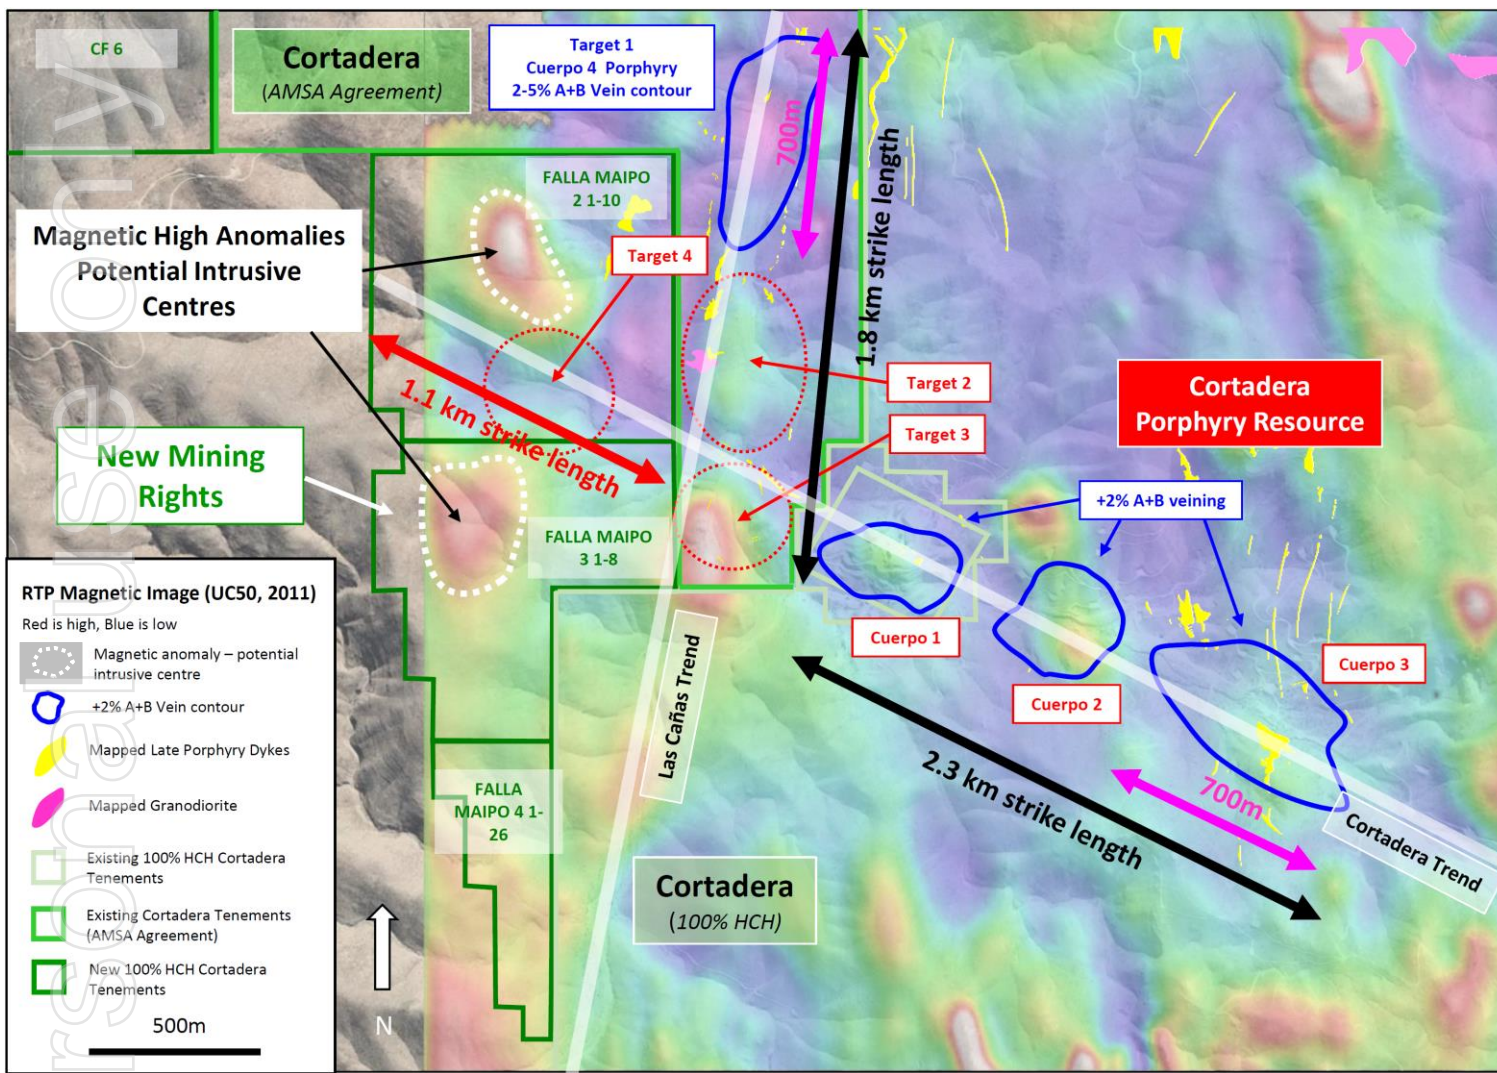 CF 6
Cortadera
(AMSA Agreement)
Target 1
Cuerpo 4 Porphyry
2-5% A+B Vein contour
700m
1.8 km strike length
FALLA MAIPO
2 1-10
Magnetic High Anomalies
Potential Intrusive
Centres
Target 4
Target 2
Target 3
1.1 km strike length
Cortadera
Porphyry Resource
New Mining
Rights
+2% A+B veining
FALLA MAIPO
3 1-8
Cuerpo 1
Cuerpo 2
Cuerpo 3
Las Cañas Trend
2.3 km strike length
700m
Cortadera Trend
FALLA
MAIPO 4 1-
26
Cortadera
(100% HCH)
RTP Magnetic Image (UC50, 2011)
Red is high, Blue is low
Magnetic anomaly – potential
intrusive centre
+2% A+B Vein contour
Mapped Late Porphyry Dykes
Mapped Granodiorite
Existing 100% HCH Cortadera
Tenements
Existing Cortadera Tenements
(AMSA Agreement)
New 100% HCH Cortadera
Tenements
500m
N
rsonal use only